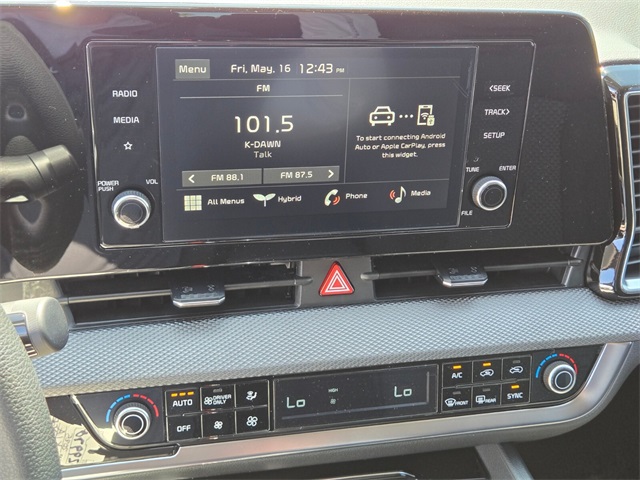 Menu Fri, May, 16 12:43 PM
FM
101.5
K-DAWN
Talk
< FM 88.1 FM 87.5 >
To start connecting Android
Auto or Apple CarPlay, press
this widget.
All Menus Hybrid Phone Media
RADIO
MEDIA
POWER
PUSH
VOL
<SEEK
TRACK>
SETUP
TUNE
ENTER
FILE
AUTO
DRIVER
ONLY
OFF
Lo
HIGH
Lo
A/C
FRONT
REAR
SYNC